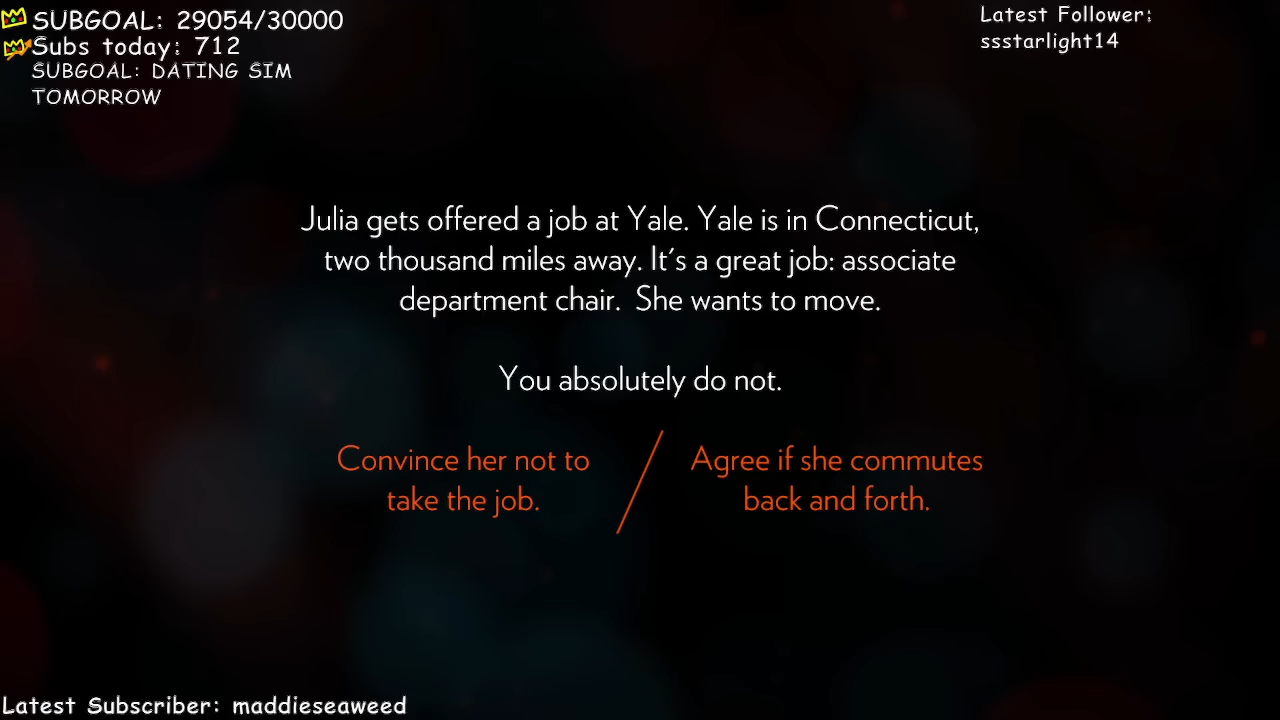 SUBGOAL: 29054/30000
Subs today: 712
SUBGOAL: DATING SIM
TOMORROW
Latest Follower:
ssstarlight14
Julia gets offered a job at Yale. Yale is in Connecticut,
two thousand miles away. It's a great job: associate
department chair.  She wants to move.
You absolutely do not.
Convince her not to
take the job.
Agree if she commutes
back and forth.
Latest Subscriber: maddieseaweed